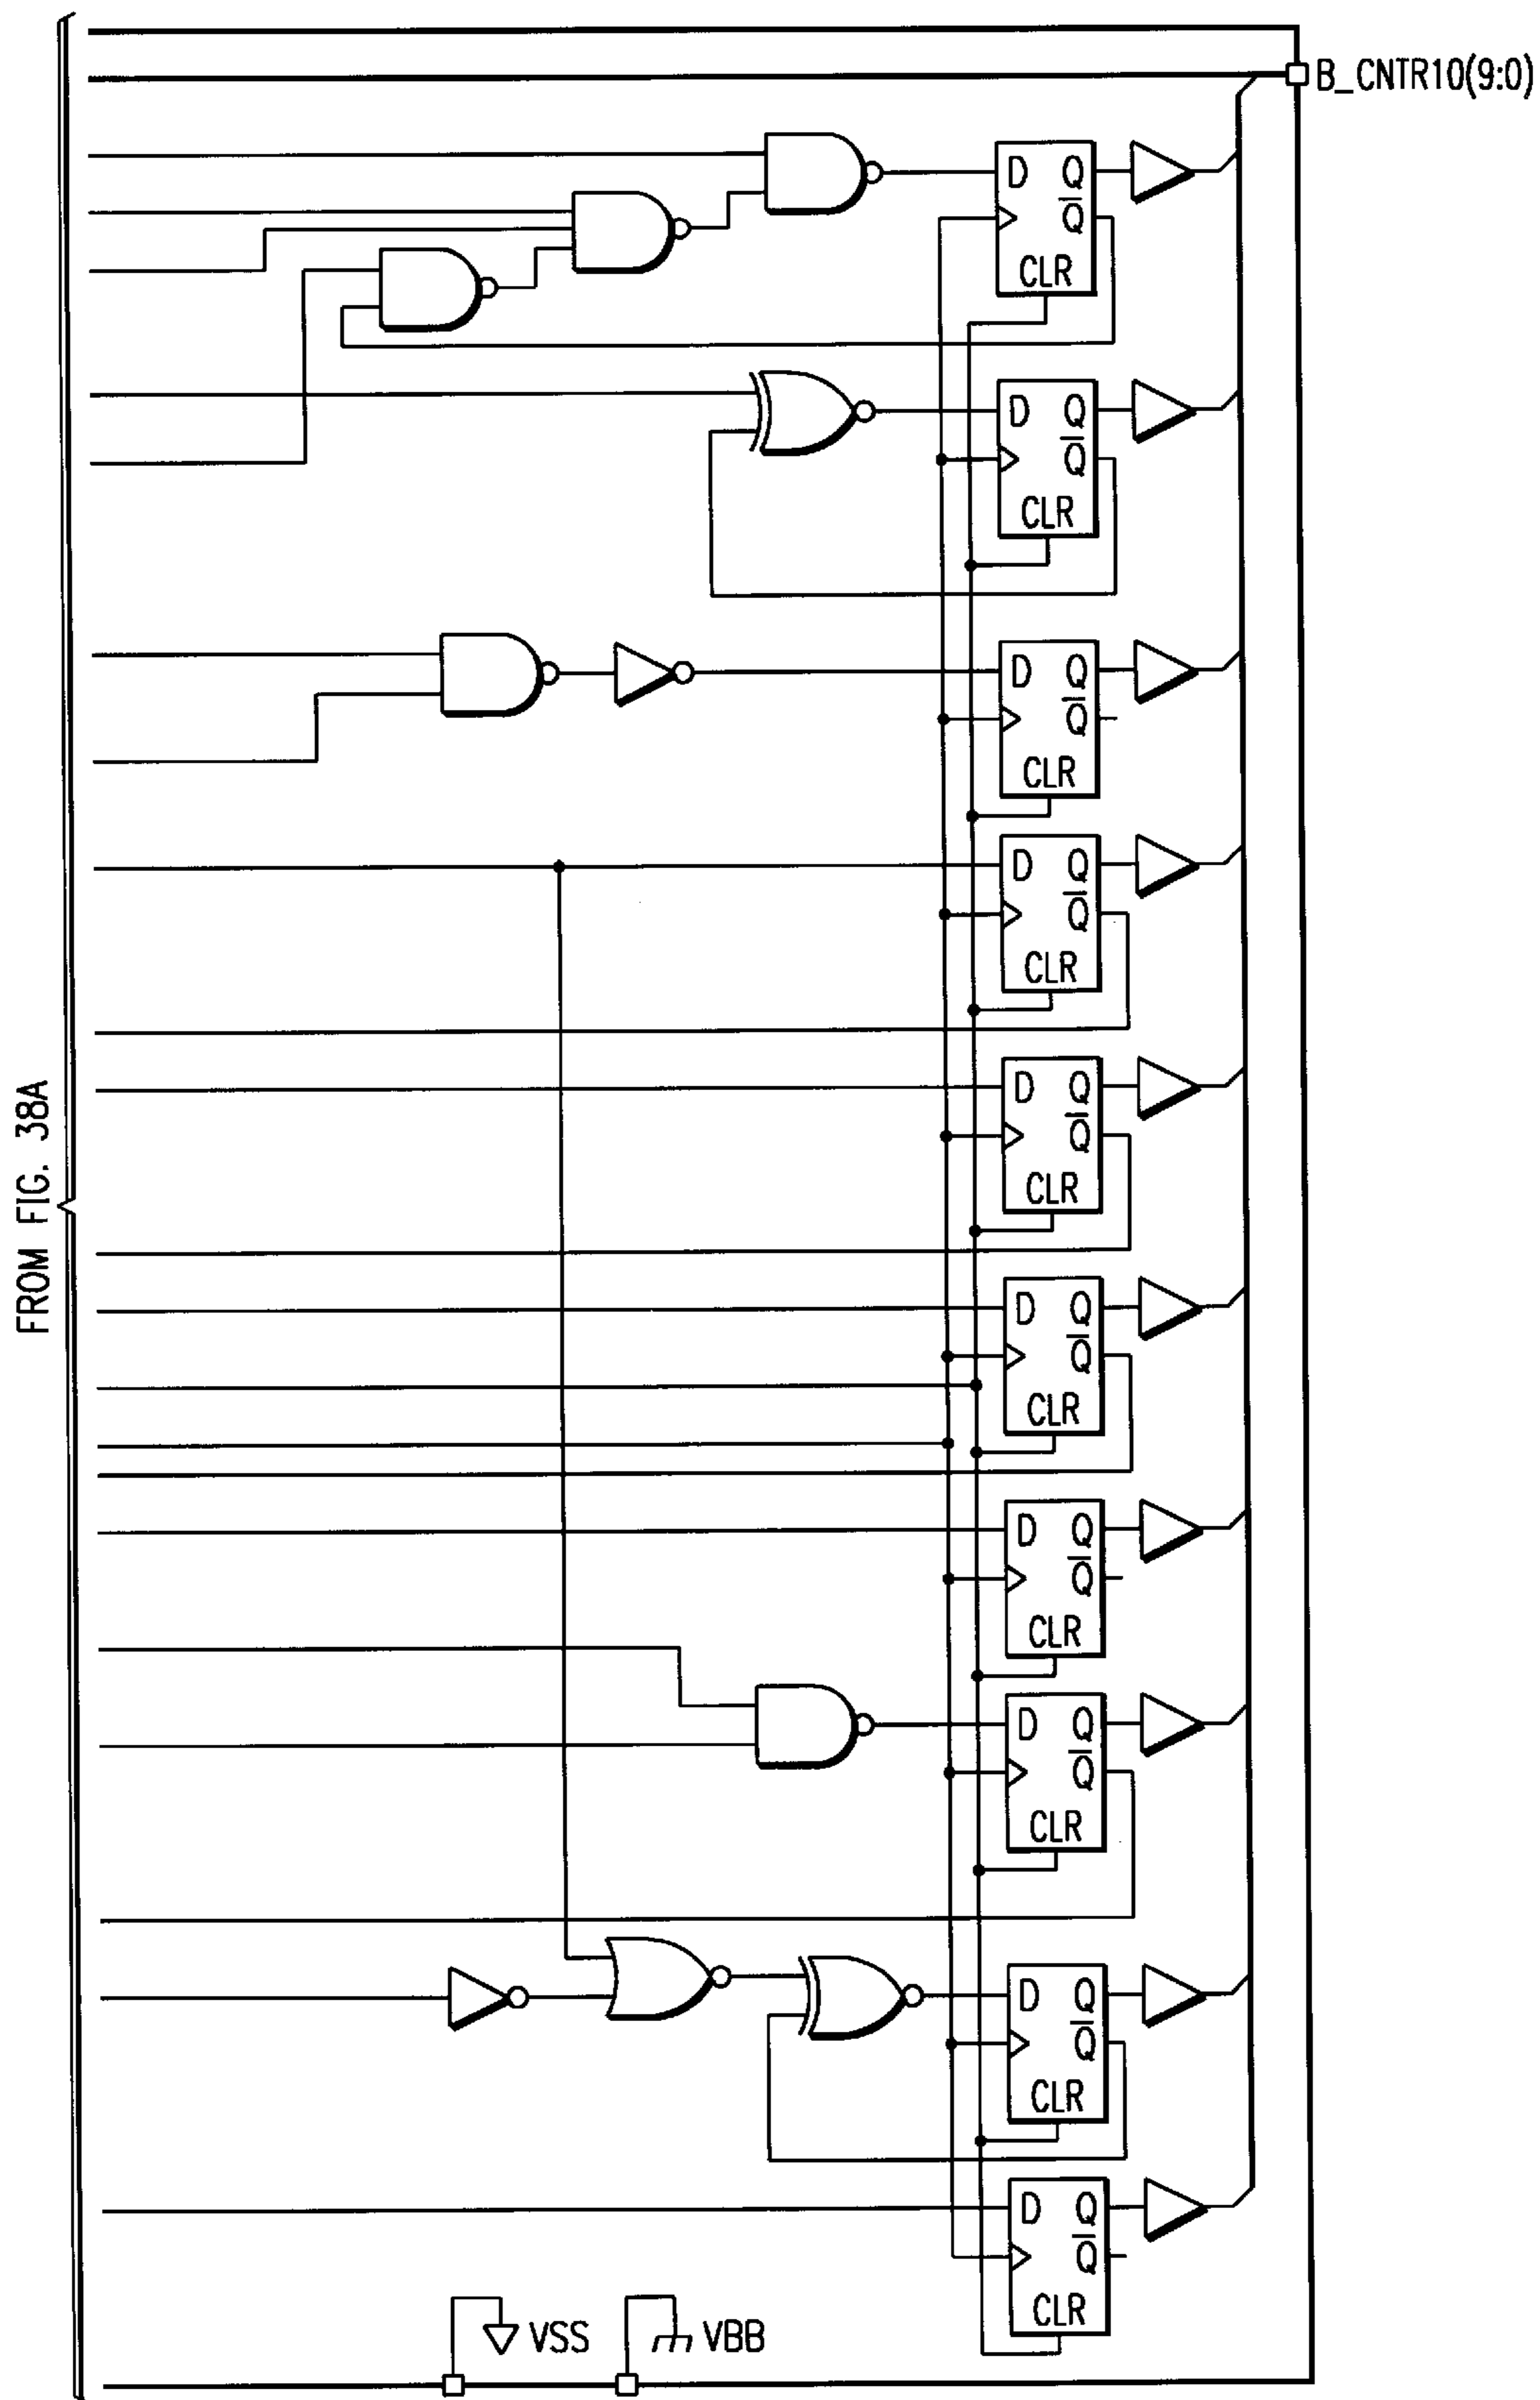 B_CNTR10(9:0)
D Q
Q
CLR
D Q
Q
CLR
D Q
Q
CLR
D Q
Q
CLR
D Q
Q
CLR
D Q
Q
CLR
D Q
Q
CLR
D Q
Q
CLR
D Q
Q
CLR
D Q
Q
CLR
FROM FIG. 38A
VSS
VBB